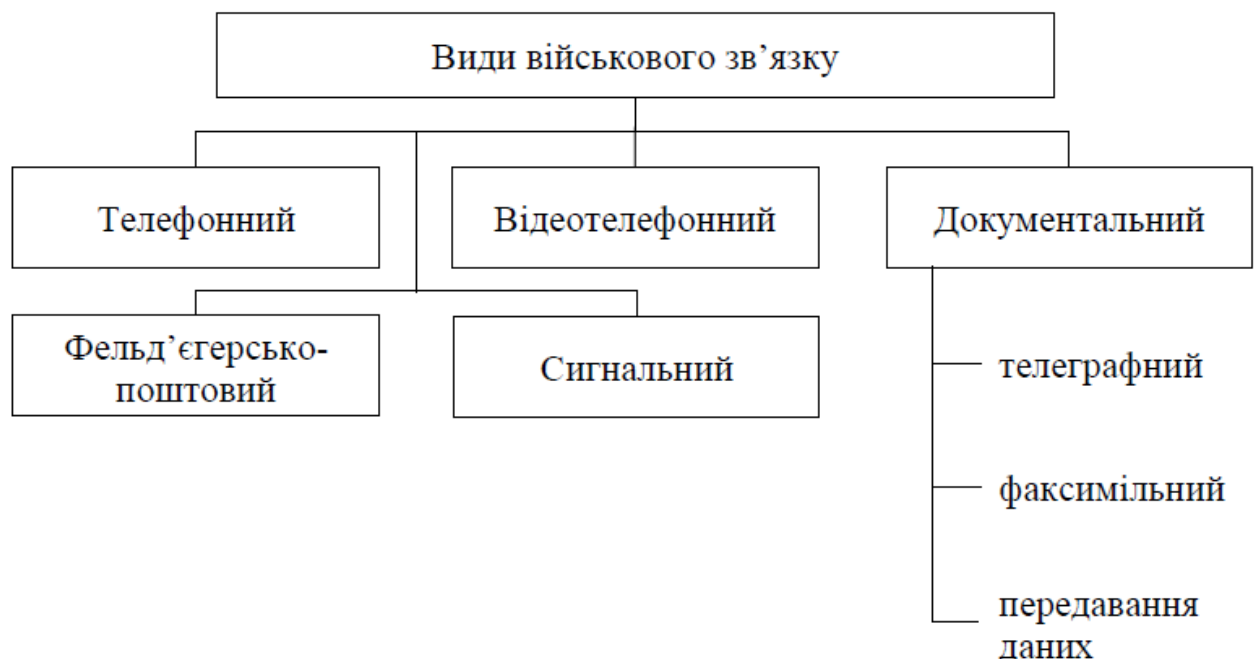 Види військового зв’язку
Телефонний
Відеотелефонний
Документальний
Фельд’єгерсько-
поштовий
Сигнальний
телеграфний
факсимільний
передавання
даних